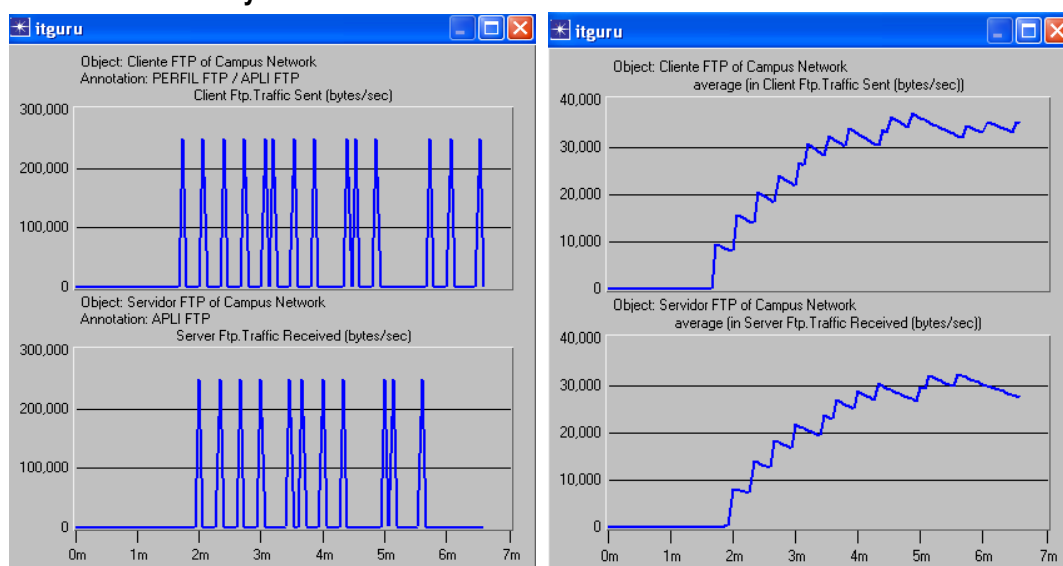 itguru
Object: Cliente FTP of Campus Network
Annotation: PERFIL FTP / APLI FTP
Client Ftp.Traffic Sent (bytes/sec)
300,000
200,000
100,000
0
Object: Servidor FTP of Campus Network
Annotation: APLI FTP
Server Ftp.Traffic Received (bytes/sec)
300,000
200,000
100,000
0
0m 1m 2m 3m 4m 5m 6m 7m
itguru
Object: Cliente FTP of Campus Network
average (in Client Ftp.Traffic Sent (bytes/sec))
40,000
30,000
20,000
10,000
0
Object: Servidor FTP of Campus Network
average (in Server Ftp.Traffic Received (bytes/sec))
40,000
30,000
20,000
10,000
0
0m 1m 2m 3m 4m 5m 6m 7m